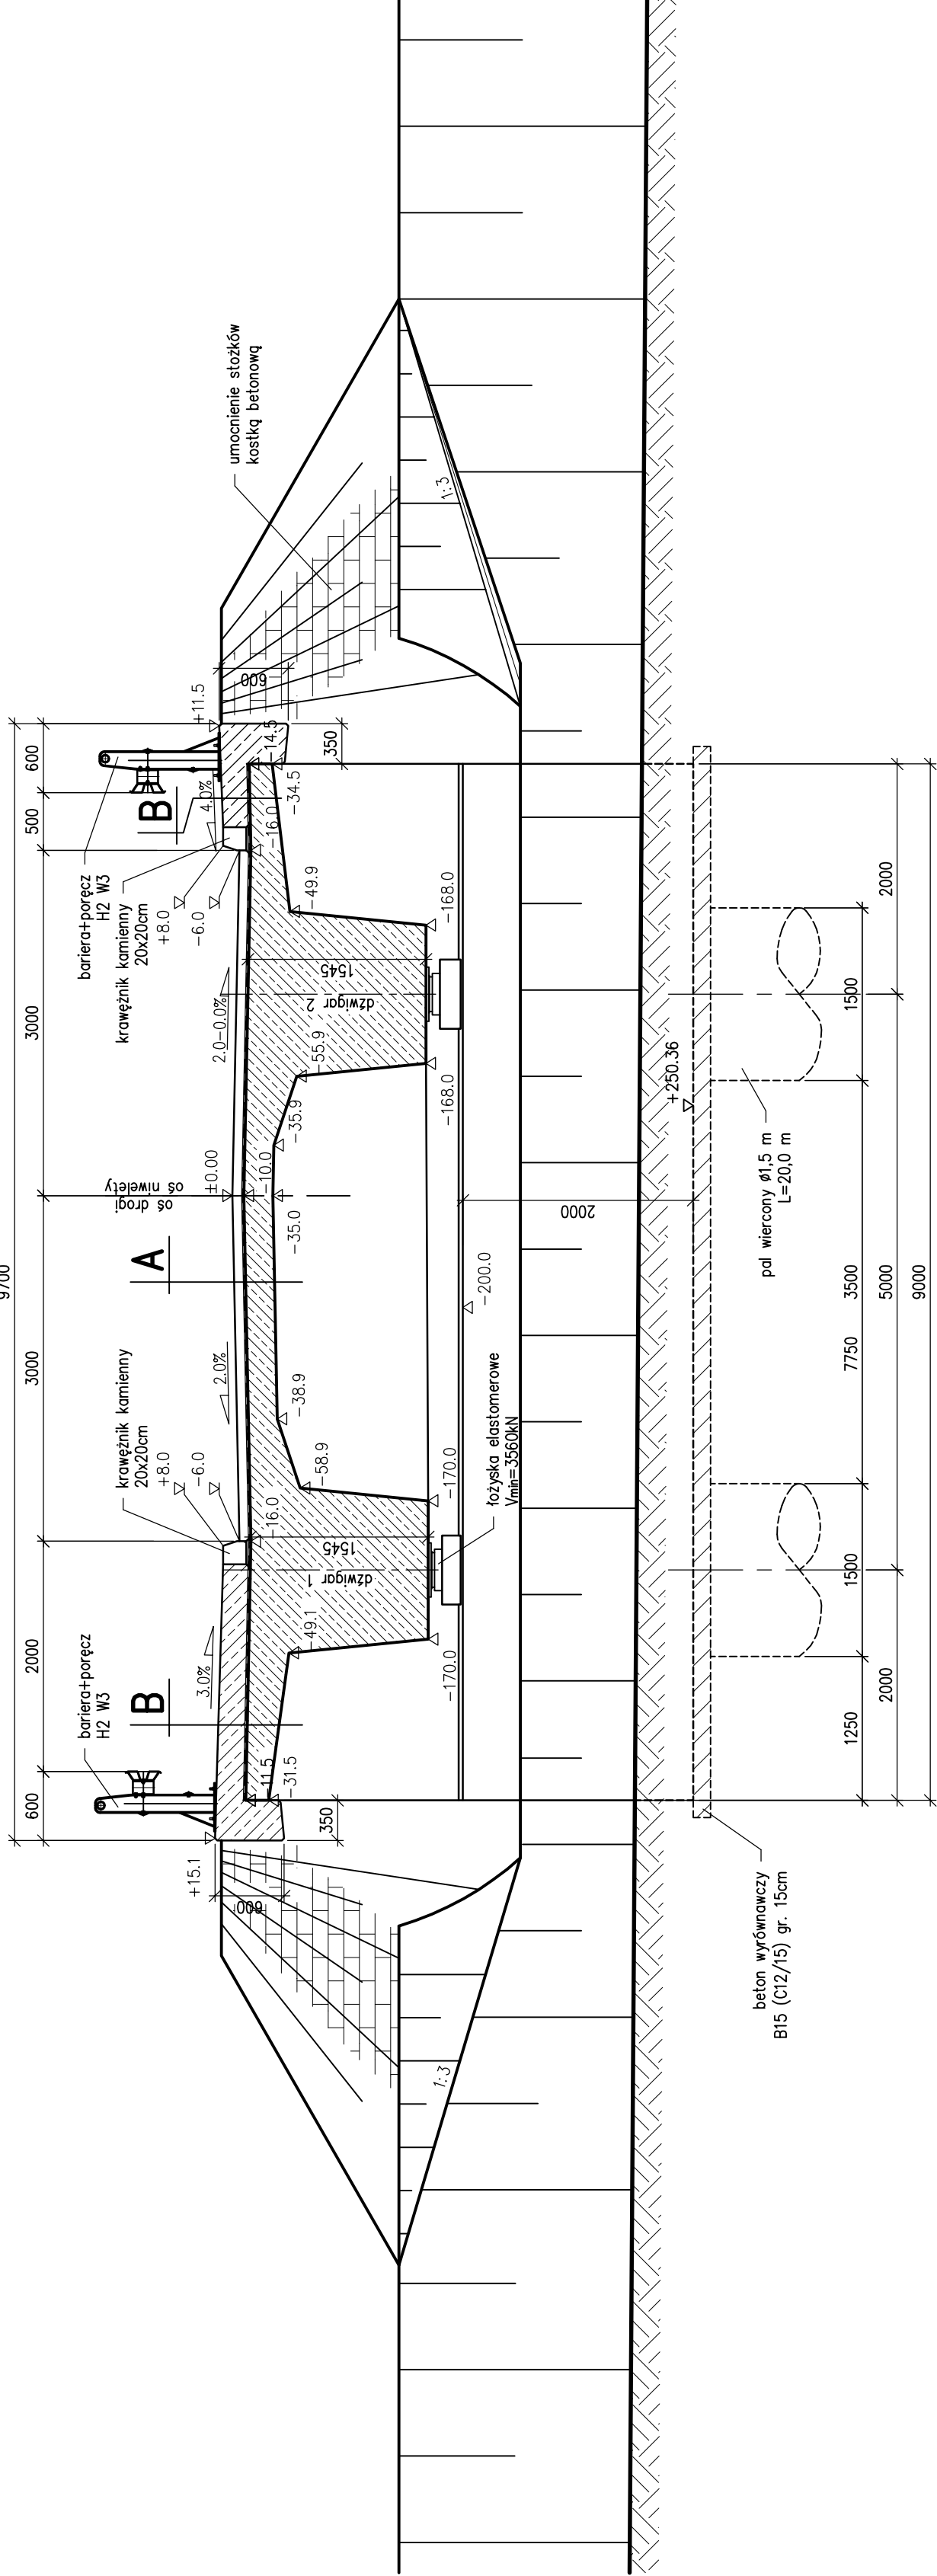 9700
600
2000
3000
3000
500
600
bariera+poręcz
H2 W3
krawężnik kamienny
20x20cm
+8.0
-6.0
bariera+poręcz
H2 W3
krawężnik kamienny
20x20cm
+8.0
-6.0
B
A
B
3.0%
2.0%
2.0-0.0%
4.0%
oś drogi
oś niwelety
±0.00
umocnienie stożków
kostką betonową
+15.1
600
350
+11.5
600
350
-11.5
-31.5
-16.0
-49.1
-58.9
-38.9
-10.0
-35.0
-35.9
-55.9
-16.0
-49.9
-14.5
-34.5
1545
dźwigar 1
1545
dźwigar 2
-170.0
-170.0
-168.0
-168.0
łożyska elastomerowe
Vmin=3560kN
-200.0
2000
1:3
1:3
+250.36
beton wyrównawczy
B15 (C12/15) gr. 15cm
pal wiercony Ø1,5 m
L=20,0 m
1250
1500
3500
7750
1500
2000
5000
2000
9000